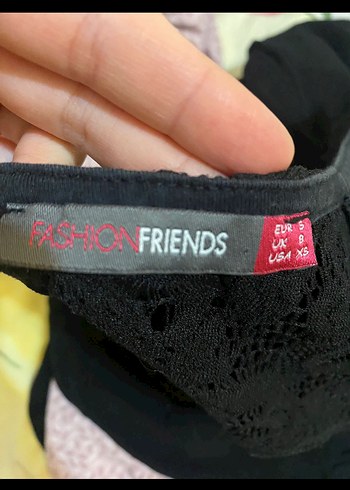 FASHIONFRIENDS
EUR S
UK 8
USA XS